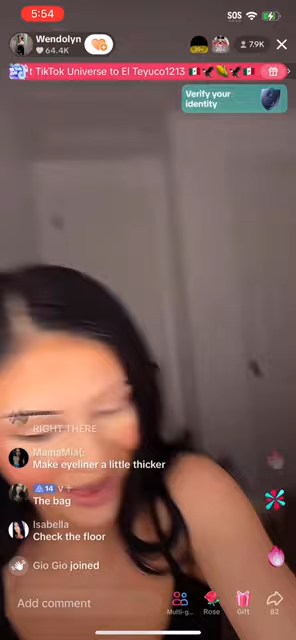 5:54
SOS
Wendolyn
64.4K
7.9K
t TikTok Universe to El Teyuco1213
Verify your
identity
RIGHT THERE
MamaMia(:
Make eyeliner a little thicker
14 V
The bag
Isabella
Check the floor
Gio Gio joined
Add comment
Multi-g...
Rose
Gift
82